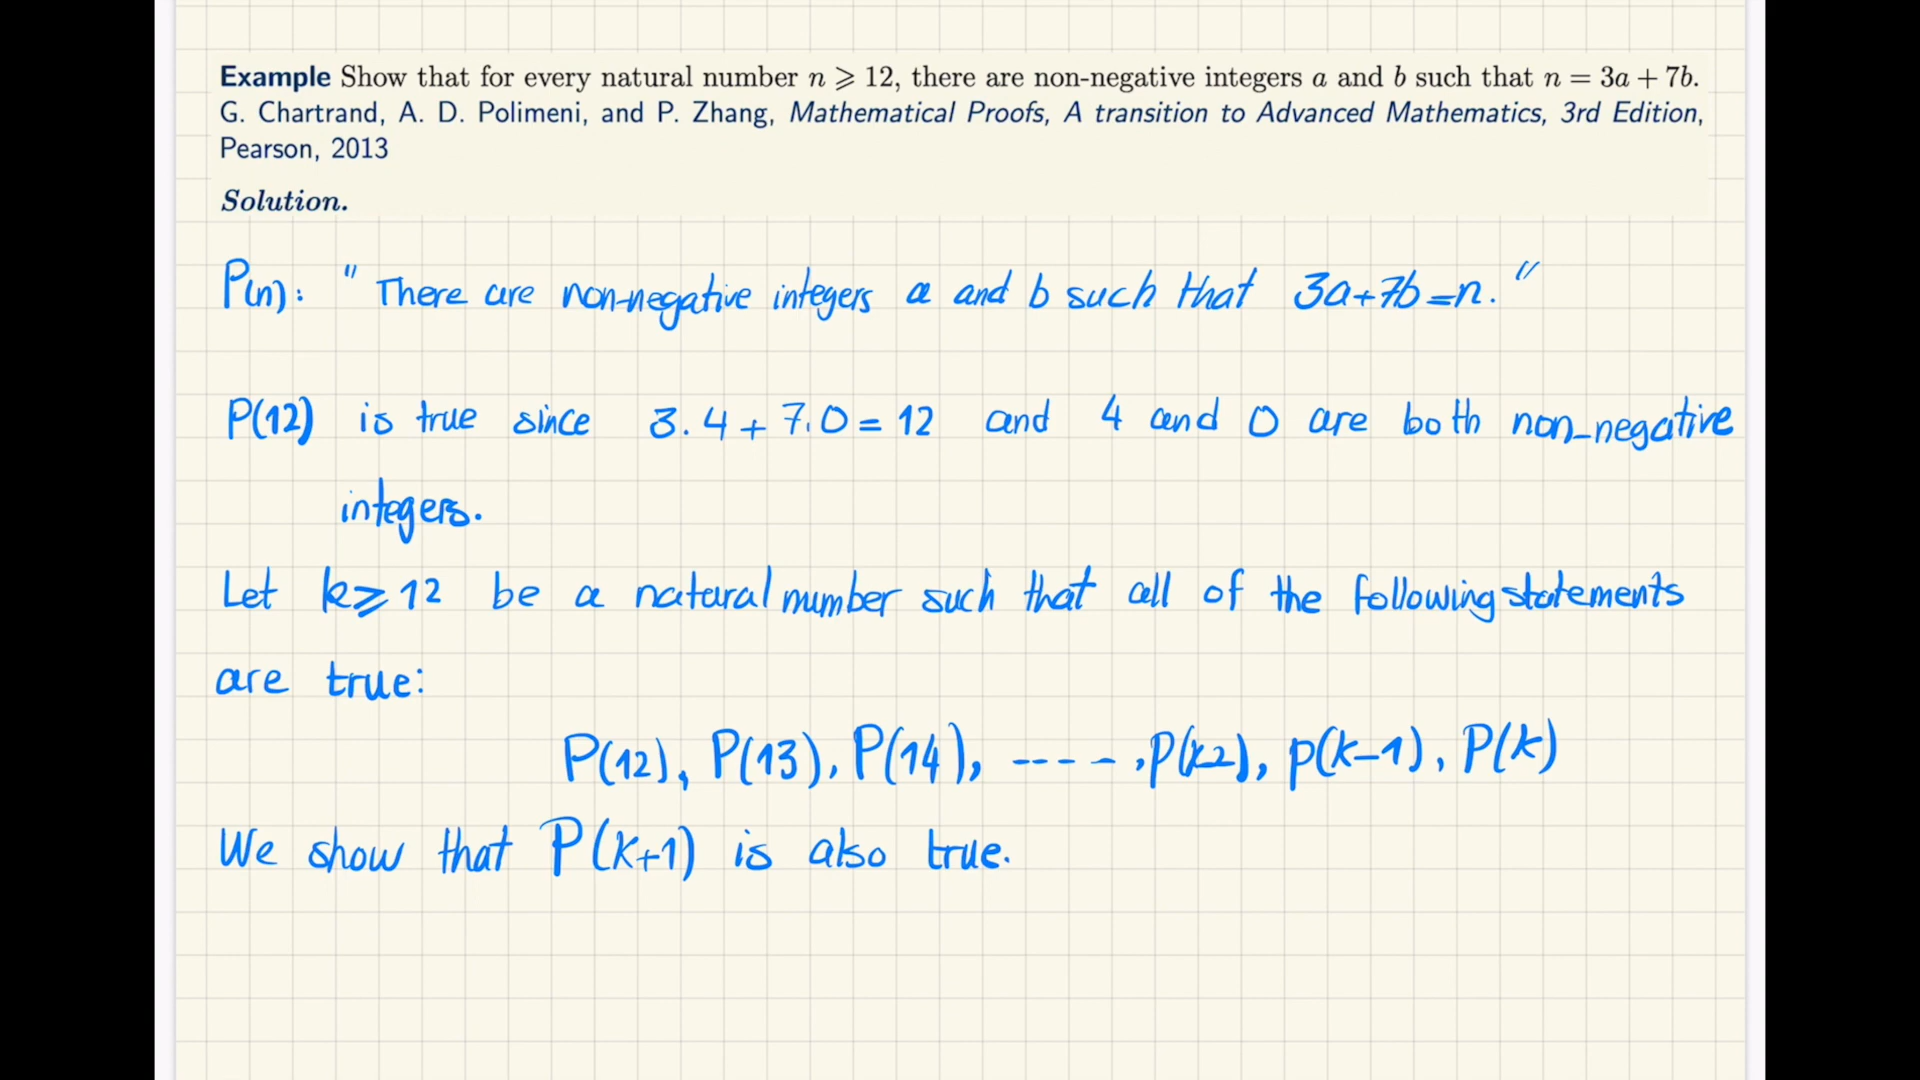 Example Show that for every natural number n ⩾ 12, there are non-negative integers a and b such that n = 3a + 7b.
G. Chartrand, A. D. Polimeni, and P. Zhang, Mathematical Proofs, A transition to Advanced Mathematics, 3rd Edition,
Pearson, 2013
Solution.
P(n): " There are non-negative integers a and b such that 3a+7b=n. "
P(12) is true since 3.4+7.0=12 and 4 and 0 are both non-negative
integers.
Let k⩾12 be a natural number such that all of the following statements
are true:
P(12), P(13), P(14), ----- , P(k-2), P(k-1), P(k)
We show that P(k+1) is also true.